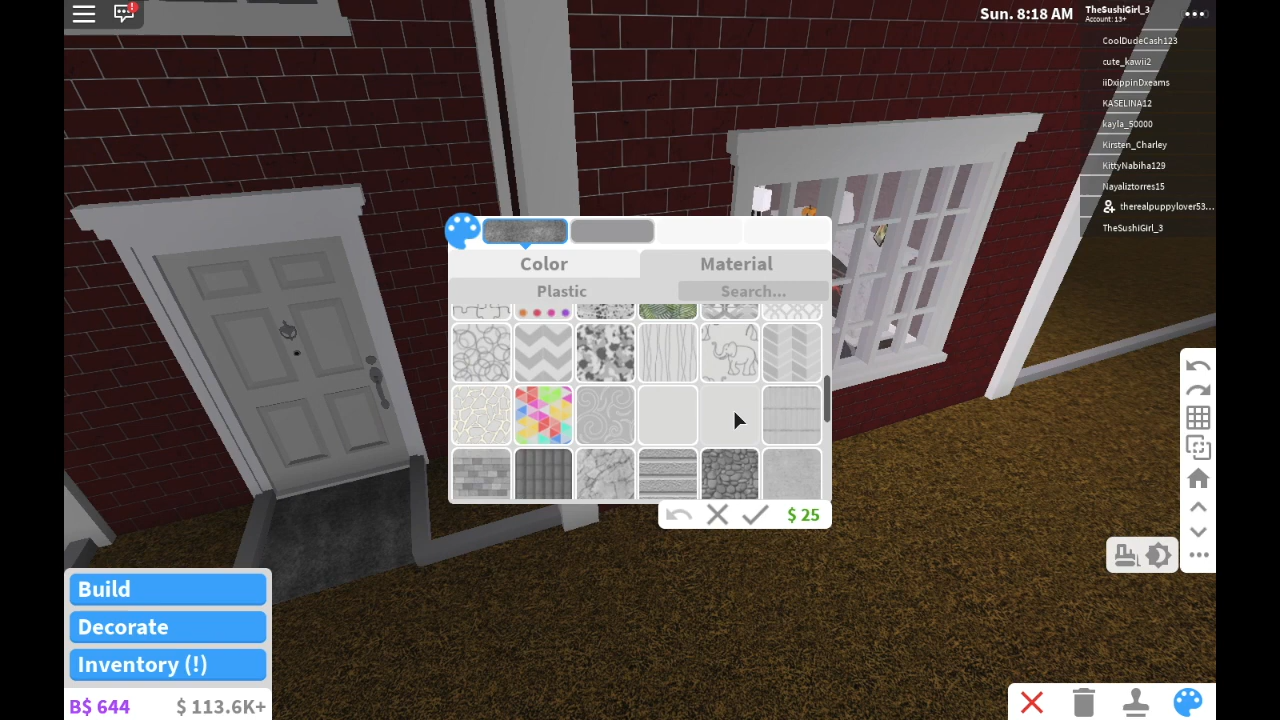 Sun. 8:18 AM
TheSushiGirl_3
Account: 13+
CoolDudeCash123
cute_kawii2
iiDxippinDxeams
KASELINA12
kayla_50000
Kirsten_Charley
KittyNabiha129
Nayaliztorres15
therealpuppylover53...
TheSushiGirl_3
Color
Material
Plastic
Search...
$ 25
Build
Decorate
Inventory (!)
B$ 644
$ 113.6K+